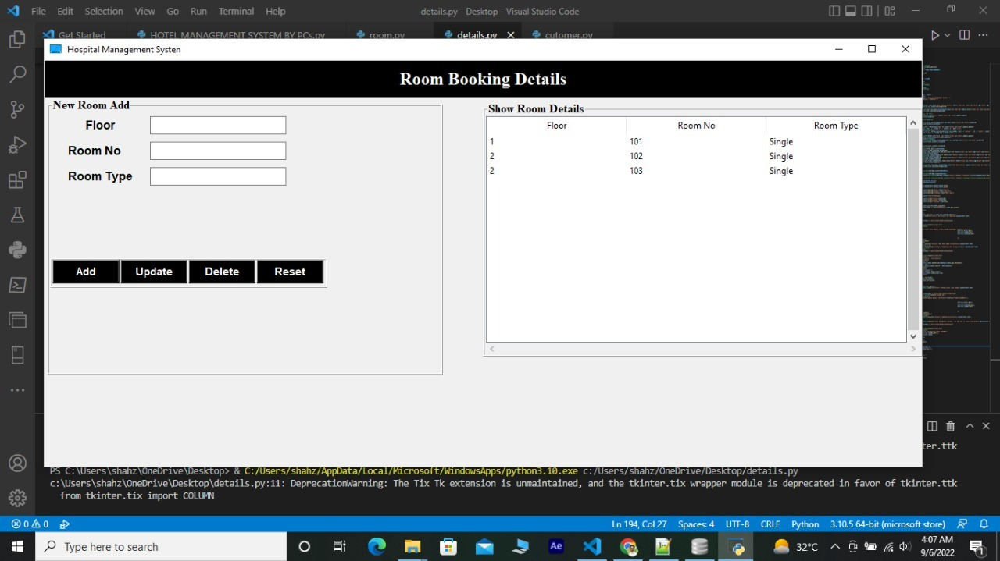 File Edit Selection View Go Run Terminal Help details.py - Desktop - Visual Studio Code
Get Started HOTEL MANAGEMENT SYSTEM BY PCs.py room.py details.py cutomer.py
Hospital Management Systen
Room Booking Details
New Room Add
Floor
Room No
Room Type
Add Update Delete Reset
Show Room Details
Floor Room No Room Type
1 101 Single
2 102 Single
2 103 Single
ter.ttk
PS C:\Users\shahz\OneDrive\Desktop> & C:/Users/shahz/AppData/Local/Microsoft/WindowsApps/python3.10.exe c:/Users/shahz/OneDrive/Desktop/details.py
c:\Users\shahz\OneDrive\Desktop\details.py:11: DeprecationWarning: The Tix Tk extension is unmaintained, and the tkinter.tix wrapper module is deprecated in favor of tkinter.ttk
from tkinter.tix import COLUMN
0 0 Ln 194, Col 27 Spaces: 4 UTF-8 CRLF Python 3.10.5 64-bit (microsoft store)
Type here to search Ae 32°C 4:07 AM
9/6/2022 1